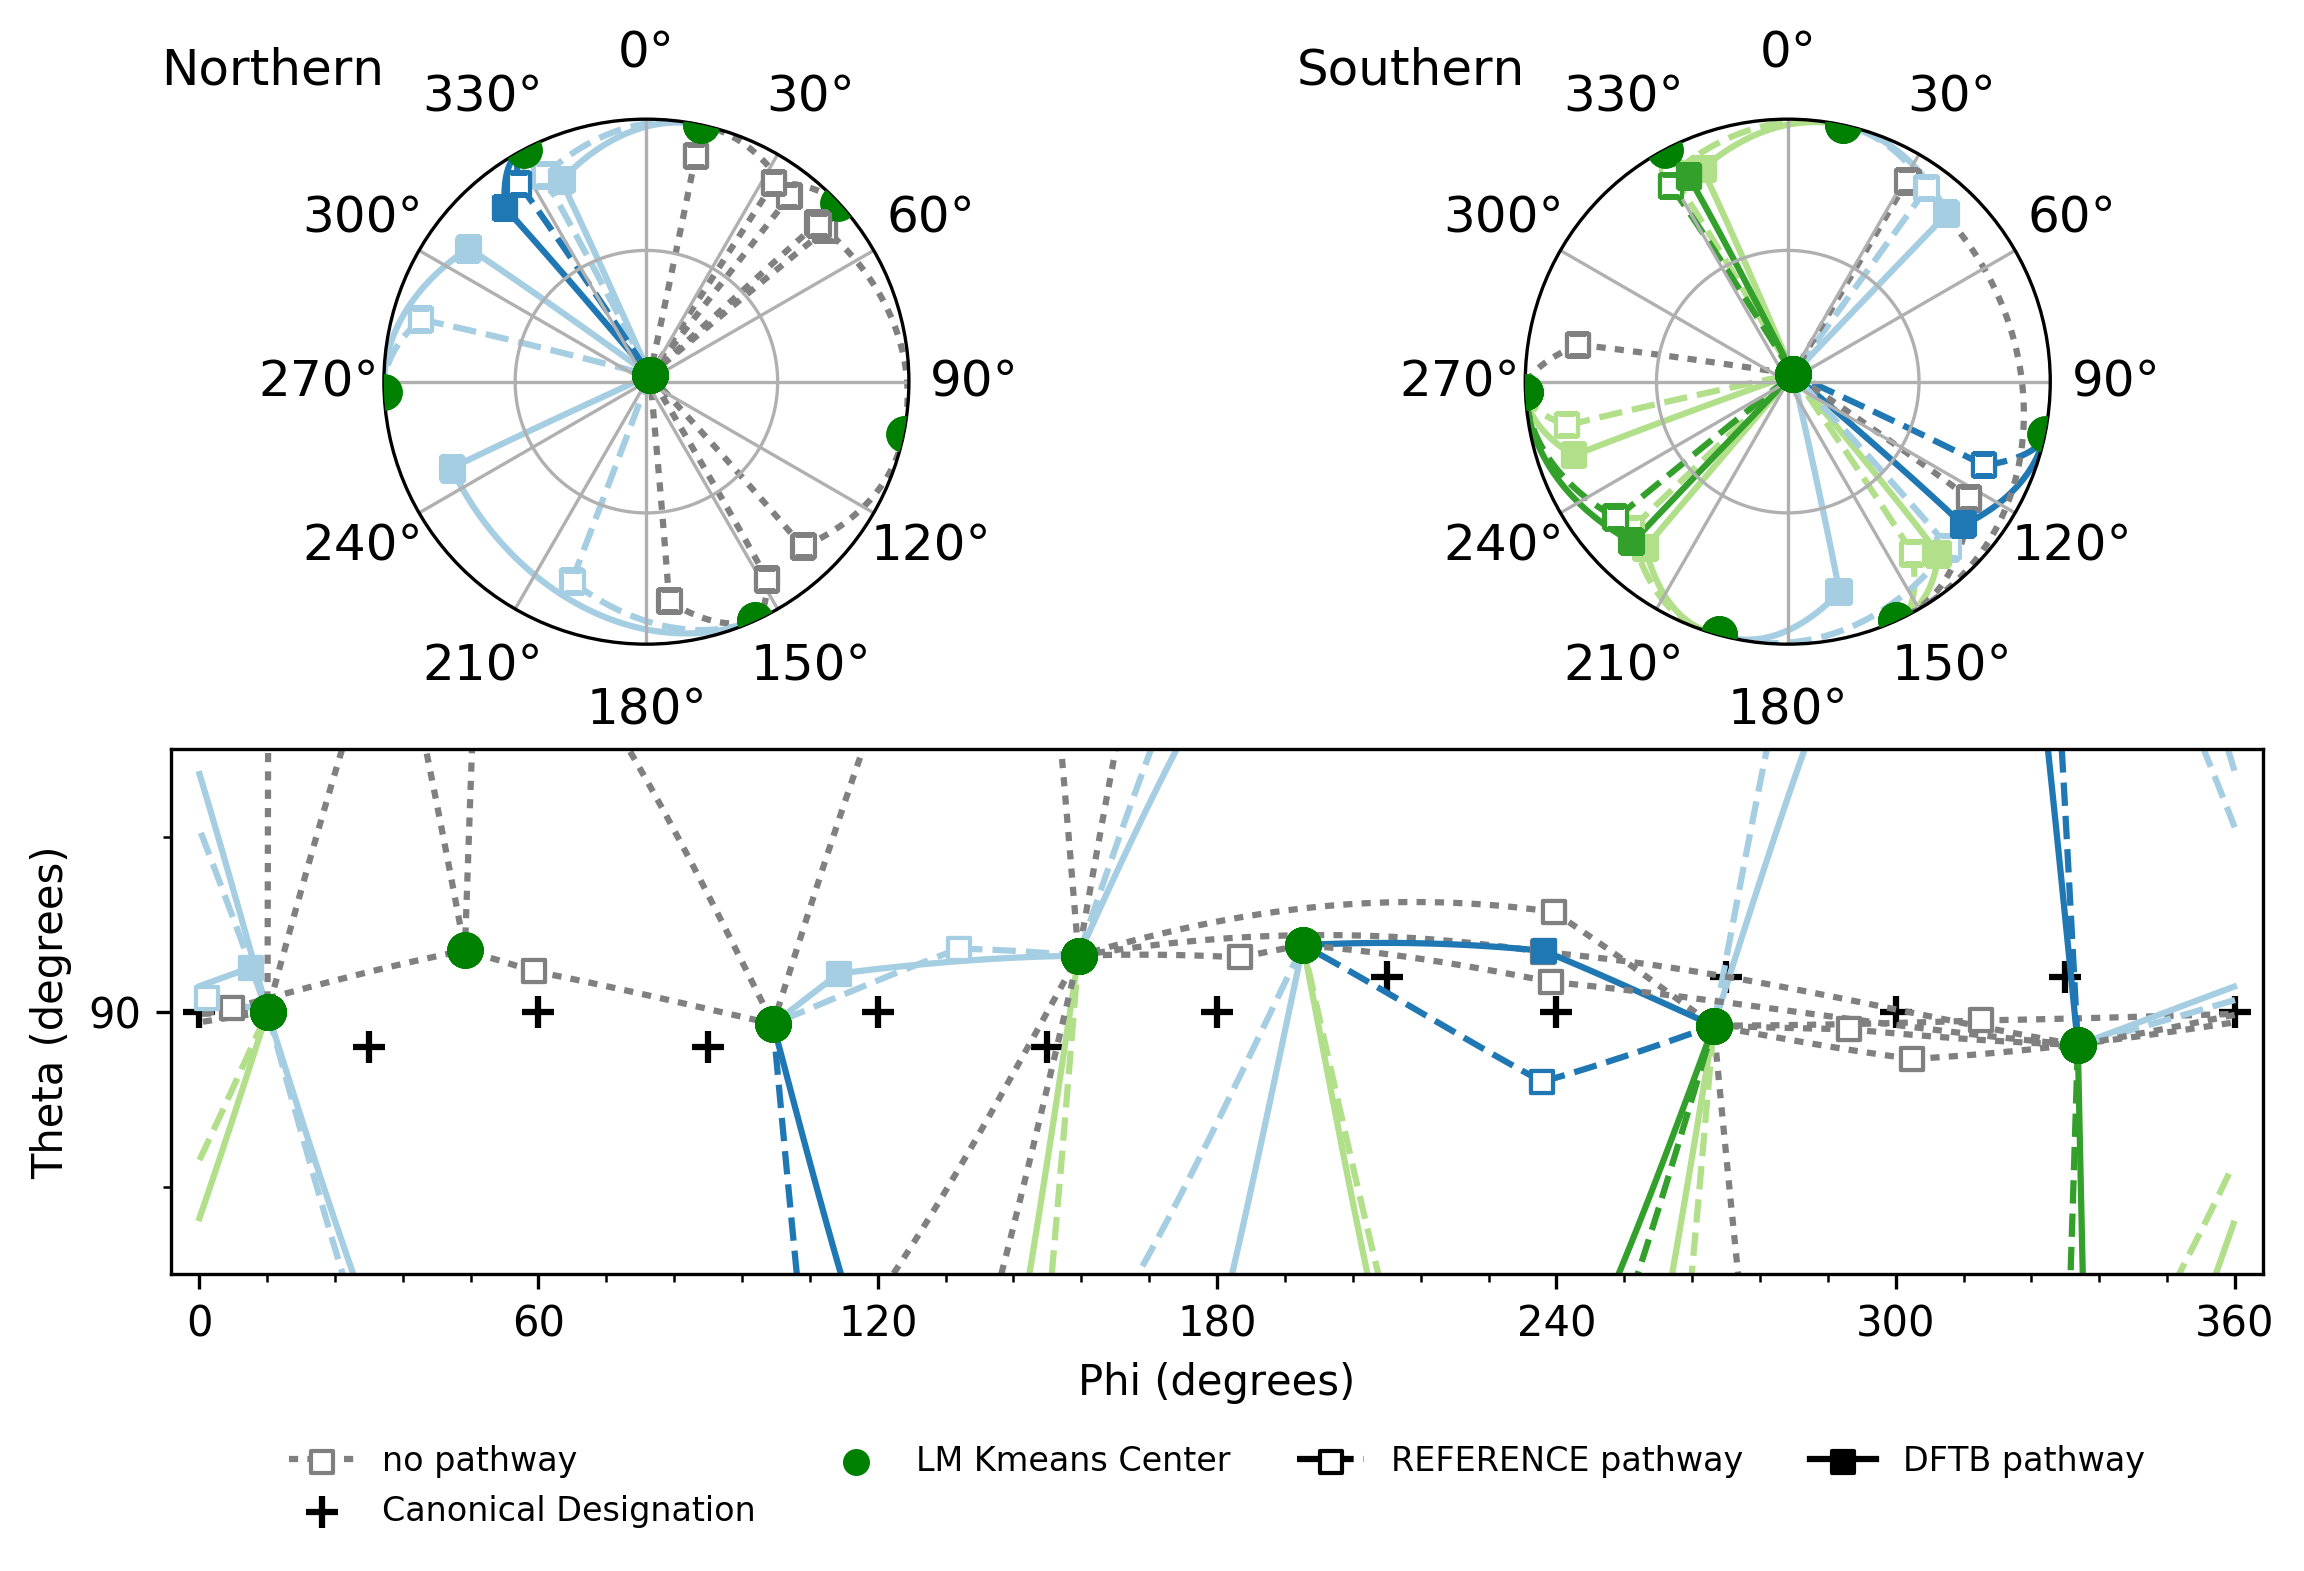 Northern
0°
30°
60°
90°
120°
150°
180°
210°
240°
270°
300°
330°
Southern
0°
30°
60°
90°
120°
150°
180°
210°
240°
270°
300°
330°
Theta (degrees)
90
0 60 120 180 240 300 360
Phi (degrees)
no pathway
Canonical Designation
LM Kmeans Center
REFERENCE pathway
DFTB pathway